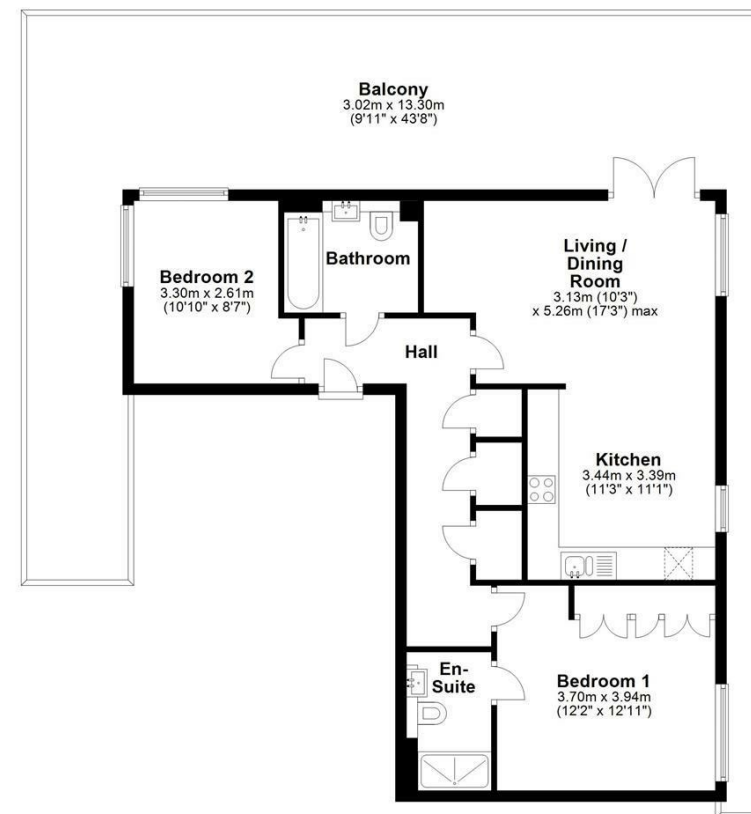 Balcony
3.02m x 13.30m
(9'11" x 43'8")
Bedroom 2
3.30m x 2.61m
(10'10" x 8'7")
Bathroom
Living /
Dining
Room
3.13m (10'3")
x 5.26m (17'3") max
Hall
Kitchen
3.44m x 3.39m
(11'3" x 11'1")
En-
Suite
Bedroom 1
3.70m x 3.94m
(12'2" x 12'11")